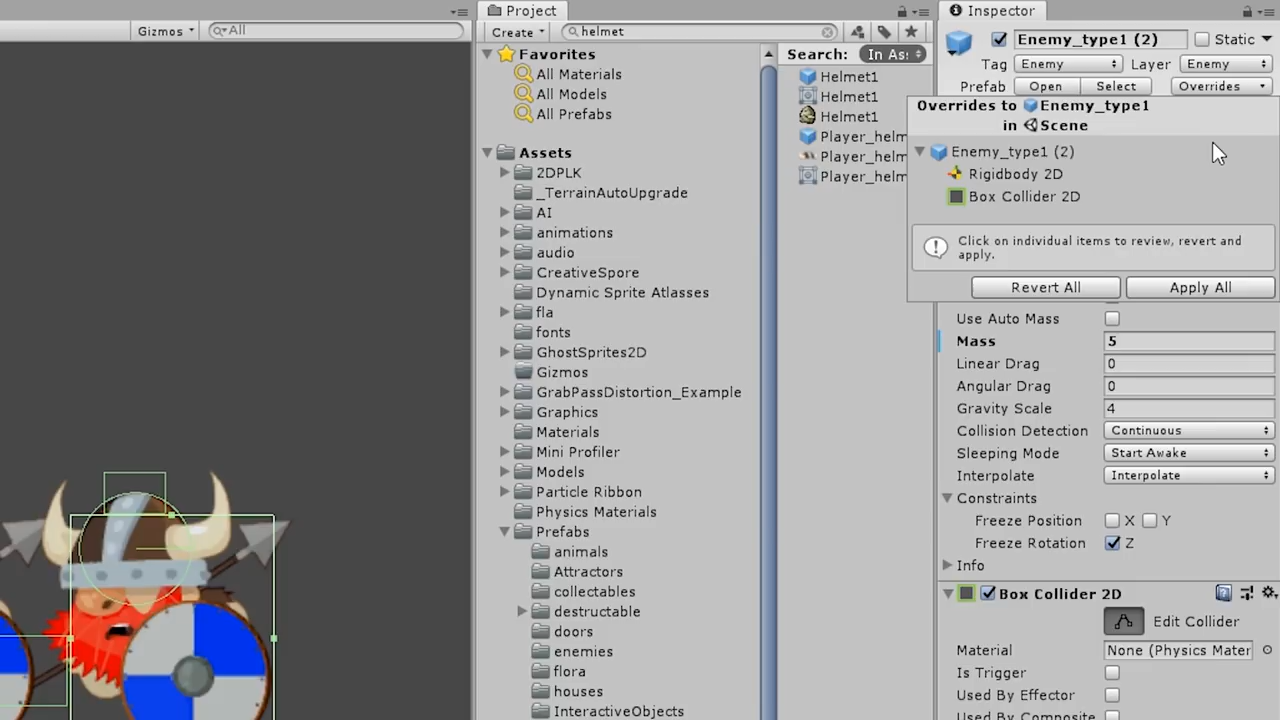 Gizmos
All
Project
Create
helmet
Favorites
All Materials
All Models
All Prefabs
Assets
2DPLK
_TerrainAutoUpgrade
AI
animations
audio
CreativeSpore
Dynamic Sprite Atlasses
fla
fonts
GhostSprites2D
Gizmos
GrabPassDistortion_Example
Graphics
Materials
Mini Profiler
Models
Particle Ribbon
Physics Materials
Prefabs
animals
Attractors
collectables
destructable
doors
enemies
flora
houses
InteractiveObjects
Search: In As
Helmet1
Helmet1
Helmet1
Player_helm
Player_helm
Player_helm
Inspector
Enemy_type1 (2) Static
Tag Enemy Layer Enemy
Prefab Open Select Overrides
Overrides to Enemy_type1
in Scene
Enemy_type1 (2)
Rigidbody 2D
Box Collider 2D
Click on individual items to review, revert and
apply.
Revert All Apply All
Use Auto Mass
Mass 5
Linear Drag 0
Angular Drag 0
Gravity Scale 4
Collision Detection Continuous
Sleeping Mode Start Awake
Interpolate Interpolate
Constraints
Freeze Position X Y
Freeze Rotation Z
Info
Box Collider 2D
Edit Collider
Material None (Physics Mater
Is Trigger
Used By Effector
Used By Composite